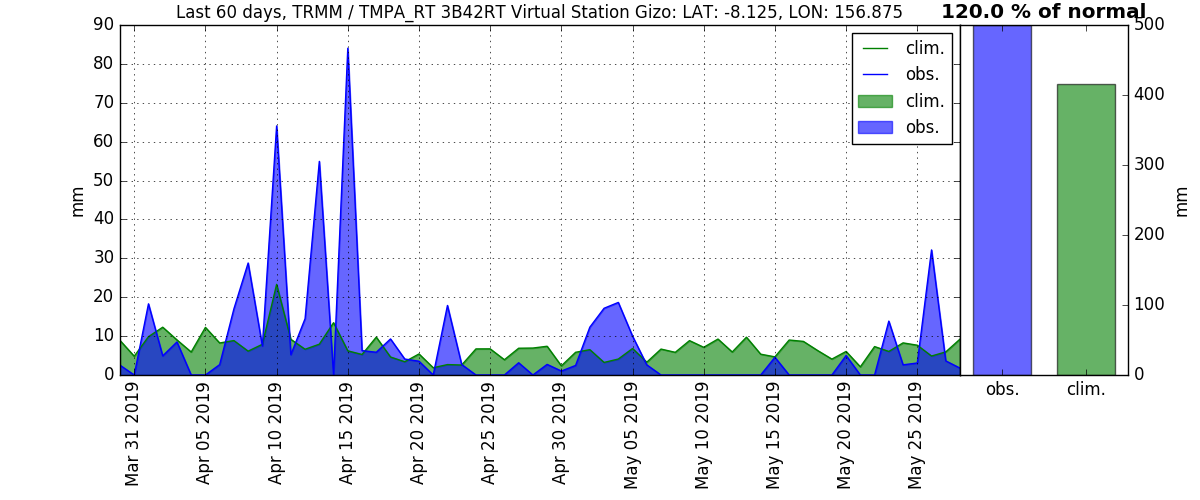 Last 60 days, TRMM / TMPA_RT 3B42RT Virtual Station Gizo: LAT: -8.125, LON: 156.875
120.0 % of normal
90
80
70
60
50
40
30
20
10
0
mm
clim.
obs.
clim.
obs.
500
400
300
200
100
0
mm
Mar 31 2019
Apr 05 2019
Apr 10 2019
Apr 15 2019
Apr 20 2019
Apr 25 2019
Apr 30 2019
May 05 2019
May 10 2019
May 15 2019
May 20 2019
May 25 2019
obs.
clim.